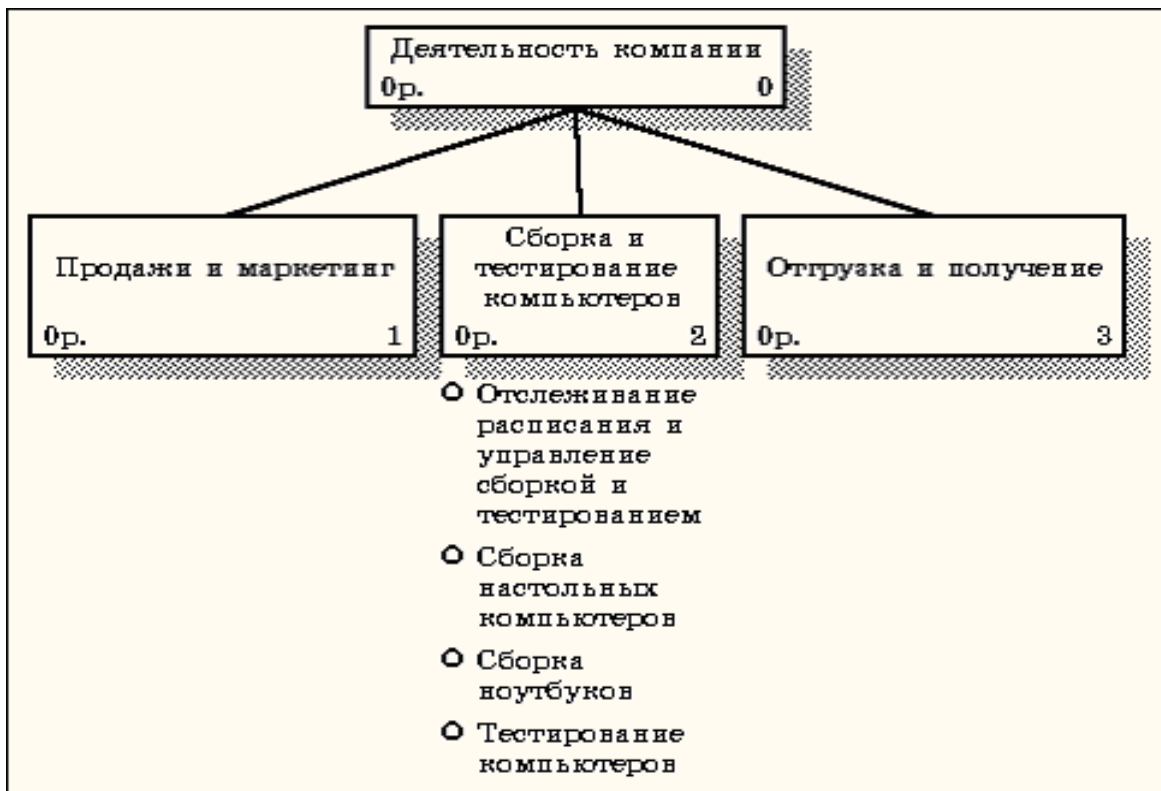 Деятельность компании
0р. 0
Продажи и маркетинг
0р. 1
Сборка и
тестирование
компьютеров
0р. 2
Отгрузка и получение
0р. 3
Отслеживание
расписания и
управление
сборкой и
тестированием
Сборка
настольных
компьютеров
Сборка
ноутбуков
Тестирование
компьютеров